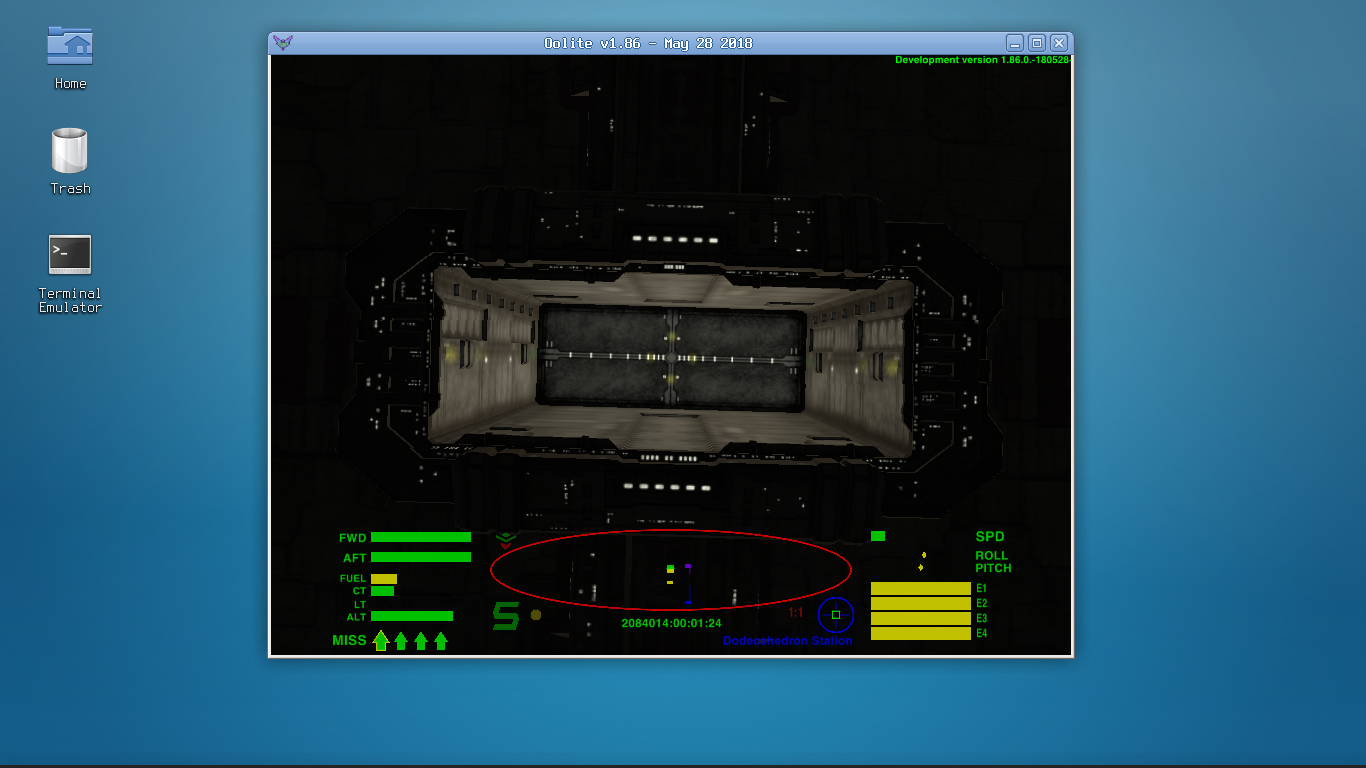 Oolite v1.86 - May 28 2018
Development version 1.86.0.-180528-
Home
Trash
>_
Terminal
Emulator
FWD
AFT
FUEL
CT
LT
ALT
MISS
S
2084014:00:01:24
1:1
Dodecahedron Station
SPD
ROLL
PITCH
E1
E2
E3
E4